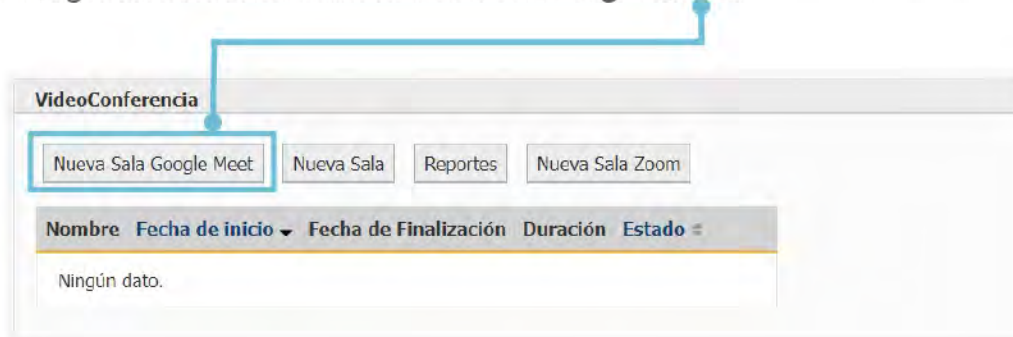 VideoConferencia
Nueva Sala Google Meet Nueva Sala Reportes Nueva Sala Zoom
Nombre Fecha de inicio Fecha de Finalización Duración Estado
Ningún dato.